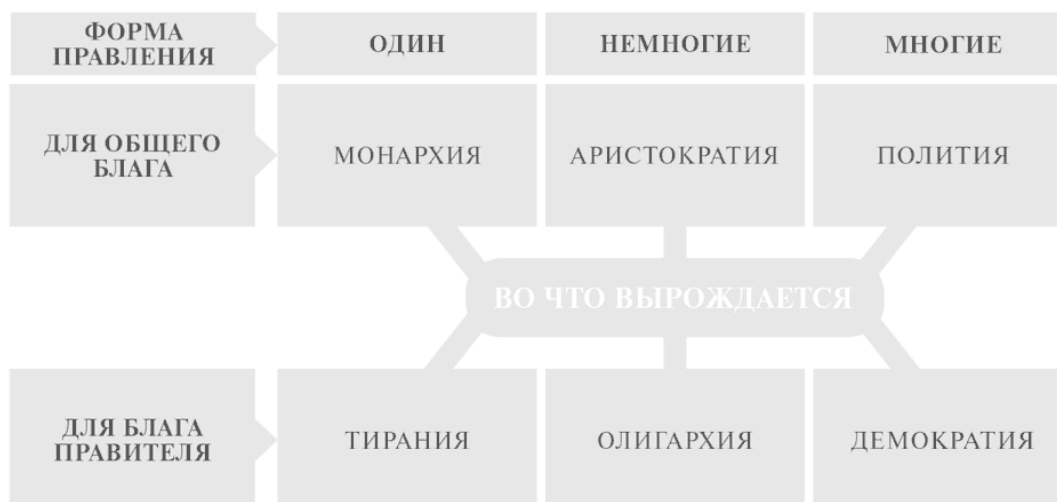 ФОРМА
ПРАВЛЕНИЯ
ОДИН
НЕМНОГИЕ
МНОГИЕ
ДЛЯ ОБЩЕГО
БЛАГА
МОНАРХИЯ
АРИСТОКРАТИЯ
ПОЛИТИЯ
ВО ЧТО ВЫРОЖДАЕТСЯ
ДЛЯ БЛАГА
ПРАВИТЕЛЯ
ТИРАНИЯ
ОЛИГАРХИЯ
ДЕМОКРАТИЯ